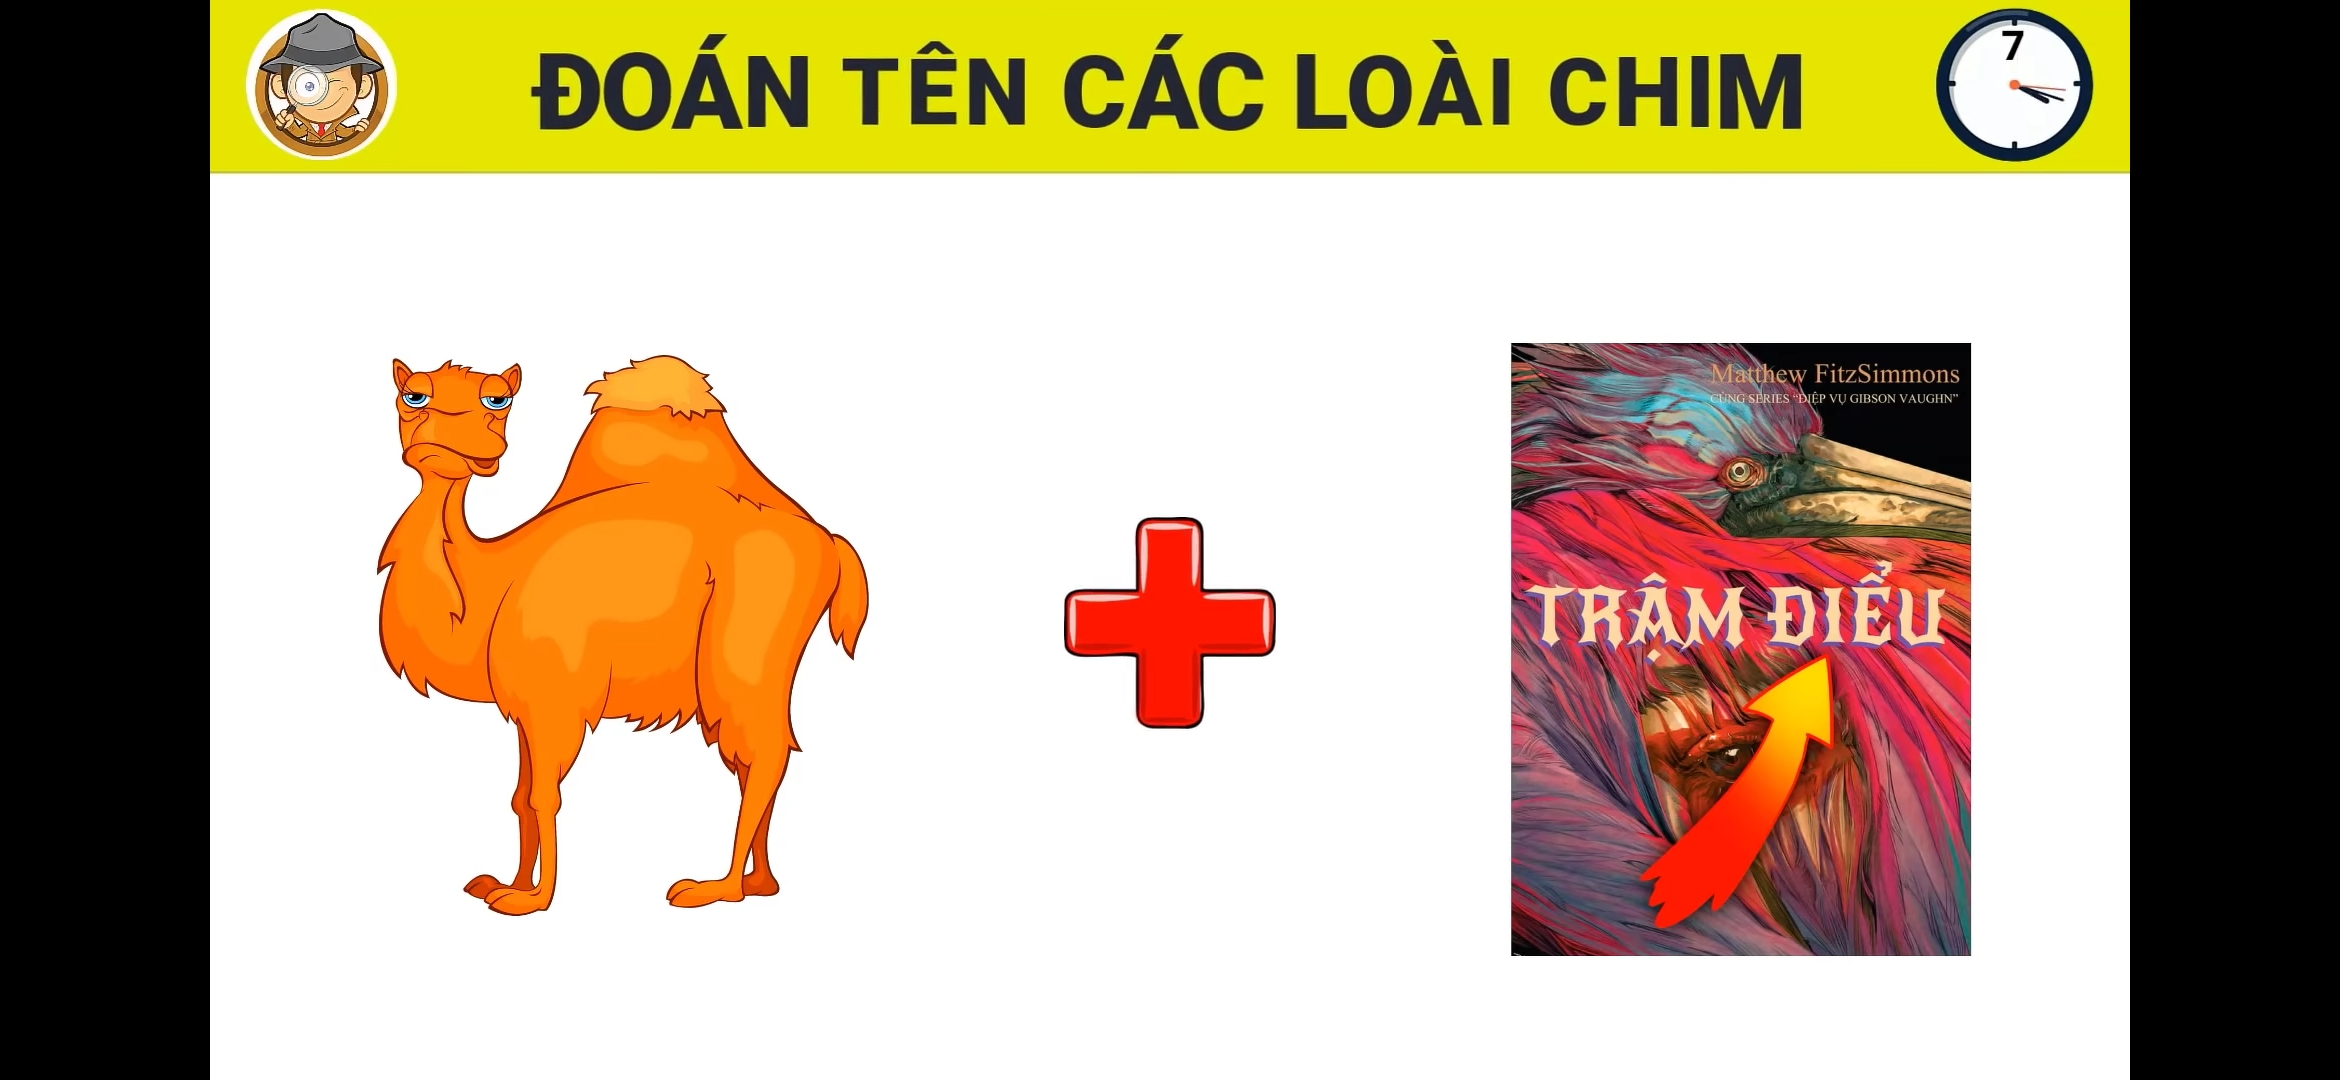 ĐOÁN TÊN CÁC LOÀI CHIM
7
Matthew FitzSimmons
CÙNG SERIES "ĐIỆP VỤ GIBSON VAUGHN"
TRẬM ĐIỂU